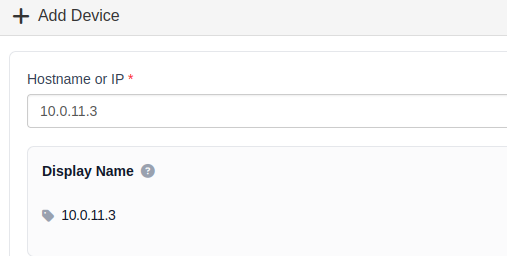 Add Device
Hostname or IP *
10.0.11.3
Display Name ?
10.0.11.3